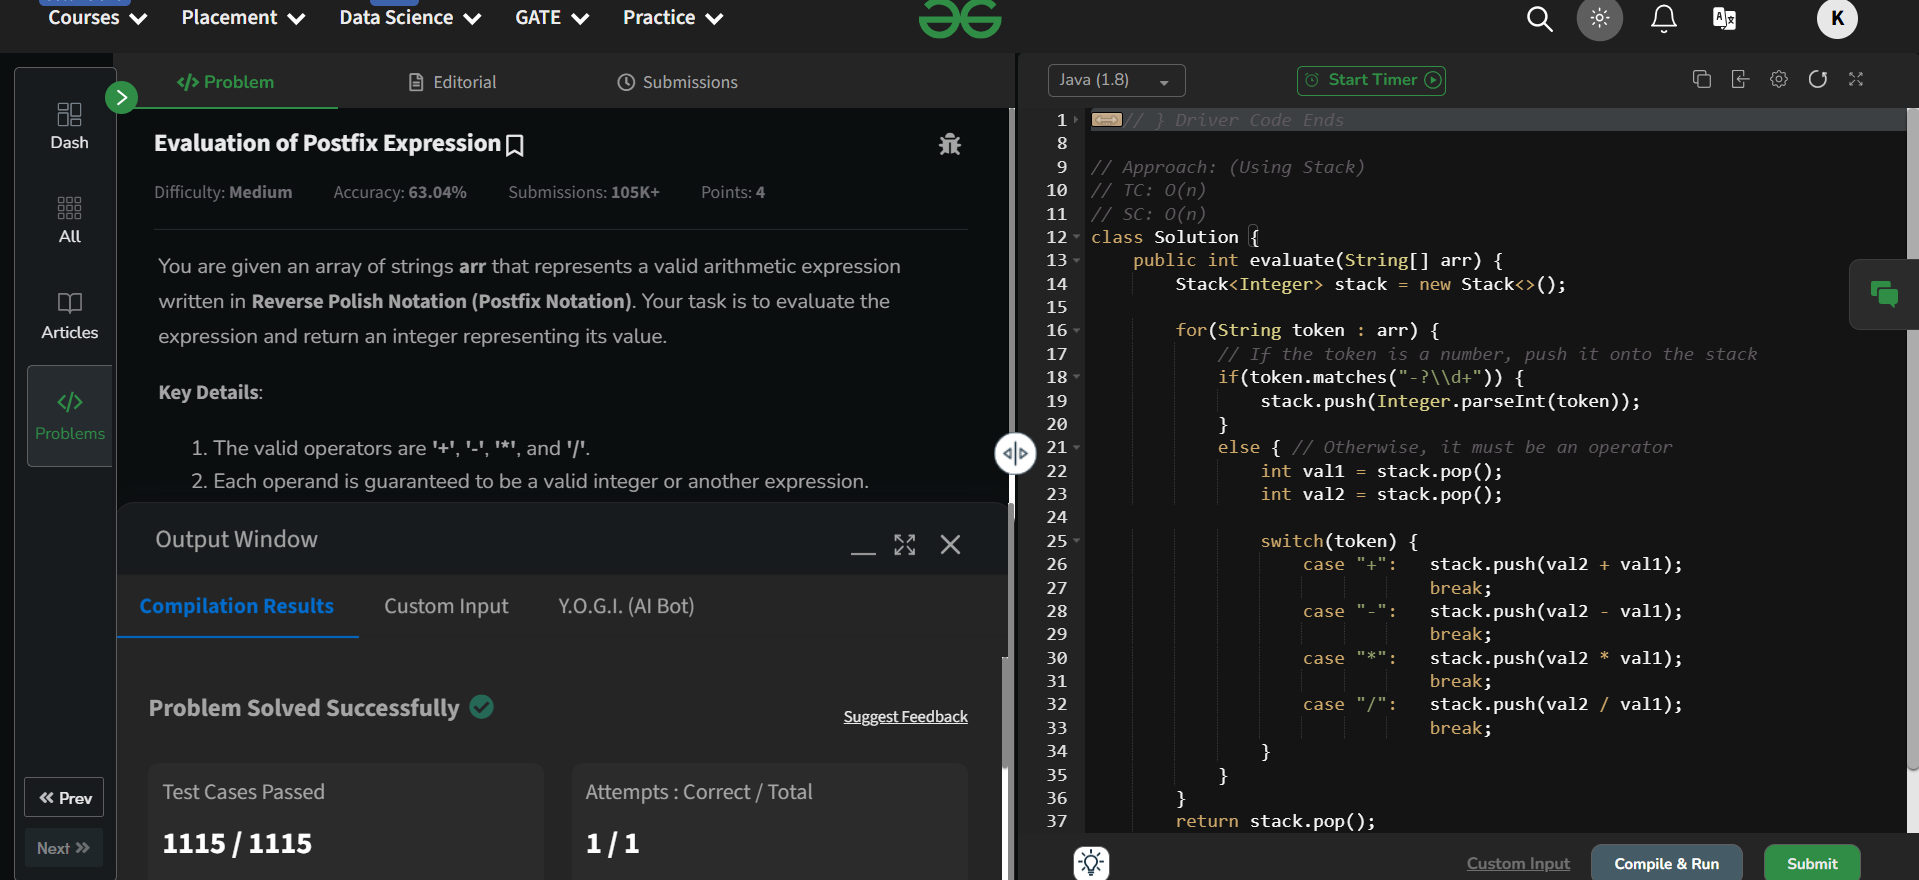 Courses
Placement
Data Science
GATE
Practice
K
Dash
All
Articles
</> Problems
Prev
Next
</> Problem
Editorial
Submissions
Evaluation of Postfix Expression
Difficulty: Medium Accuracy: 63.04% Submissions: 105K+ Points: 4
You are given an array of strings arr that represents a valid arithmetic expression
written in Reverse Polish Notation (Postfix Notation). Your task is to evaluate the
expression and return an integer representing its value.
Key Details:
1. The valid operators are '+', '-', '*', and '/'.
2. Each operand is guaranteed to be a valid integer or another expression.
Output Window
Compilation Results
Custom Input
Y.O.G.I. (AI Bot)
Problem Solved Successfully
Suggest Feedback
Test Cases Passed
1115 / 1115
Attempts : Correct / Total
1 / 1
Java (1.8)
Start Timer
1 // } Driver Code Ends
8
9 // Approach: (Using Stack)
10 // TC: O(n)
11 // SC: O(n)
12 class Solution {
13 public int evaluate(String[] arr) {
14 Stack<Integer> stack = new Stack<>();
15
16 for(String token : arr) {
17 // If the token is a number, push it onto the stack
18 if(token.matches("-?\\d+")) {
19 stack.push(Integer.parseInt(token));
20 }
21 else { // Otherwise, it must be an operator
22 int val1 = stack.pop();
23 int val2 = stack.pop();
24
25 switch(token) {
26 case "+": stack.push(val2 + val1);
27 break;
28 case "-": stack.push(val2 - val1);
29 break;
30 case "*": stack.push(val2 * val1);
31 break;
32 case "/": stack.push(val2 / val1);
33 break;
34 }
35 }
36 }
37 return stack.pop();
Custom Input
Compile & Run
Submit